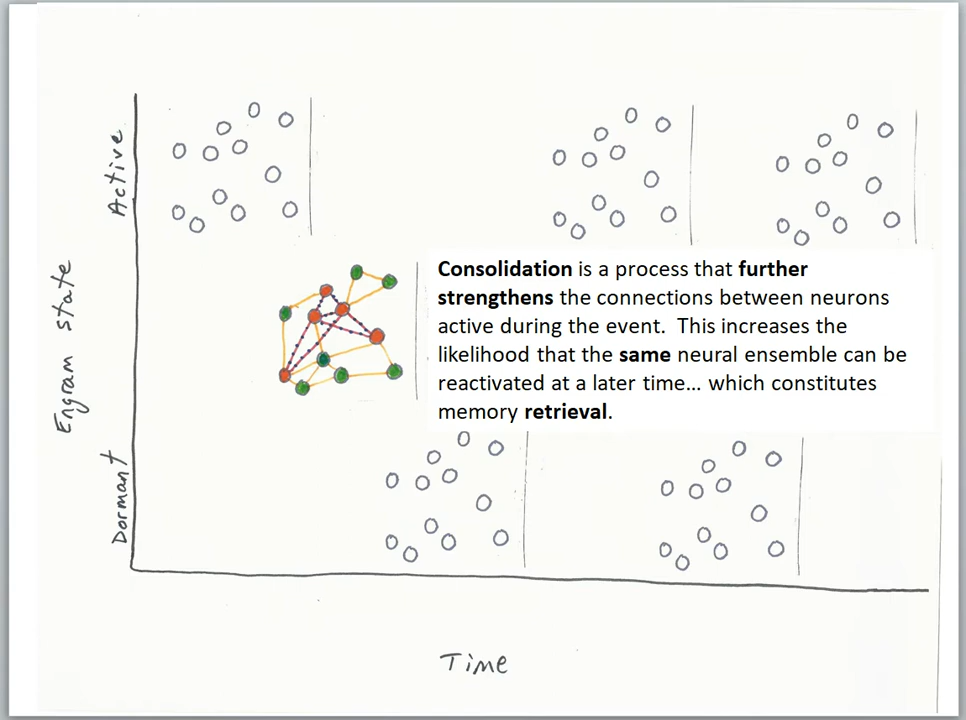 Active
Engram state
Dormant
Consolidation is a process that further
strengthens the connections between neurons
active during the event.  This increases the
likelihood that the same neural ensemble can be
reactivated at a later time... which constitutes
memory retrieval.
Time